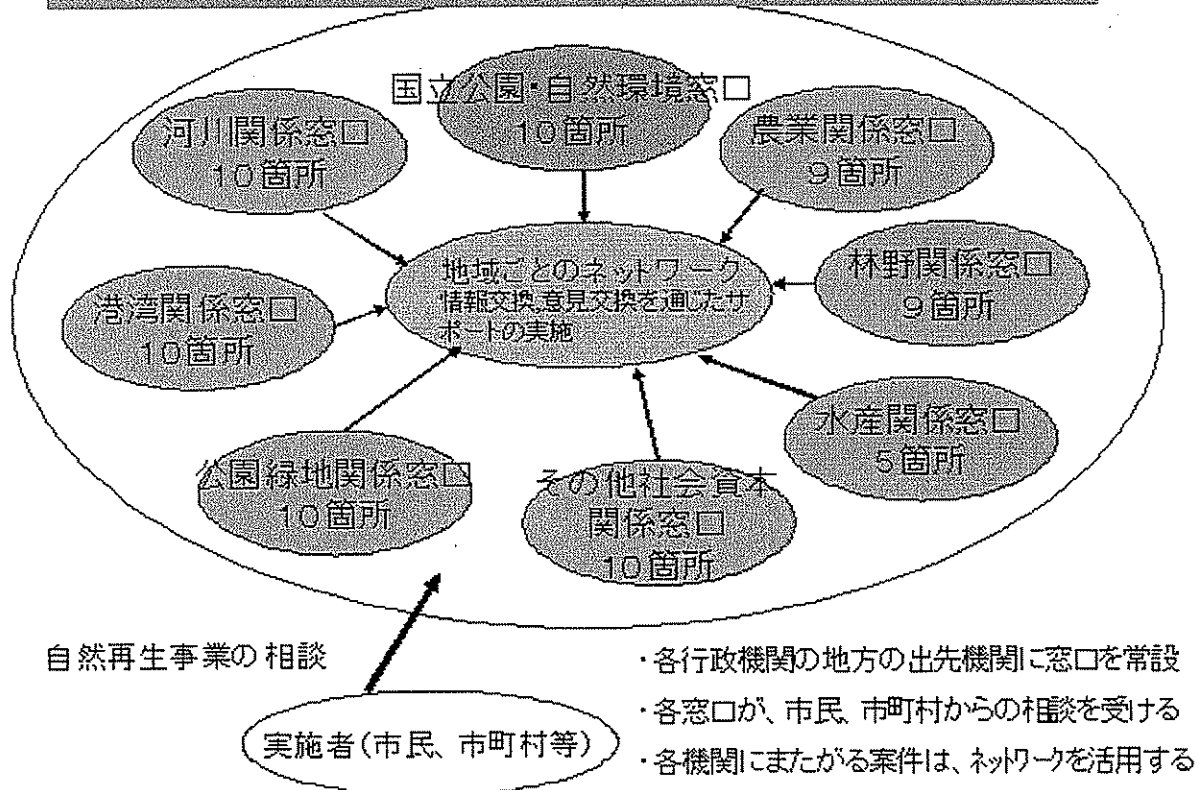 国立公園・自然環境窓口
10箇所
河川関係窓口
10箇所
農業関係窓口
9箇所
地域ごとのネットワーク
情報交換、意見交換を通じたサ
ポートの実施
林野関係窓口
9箇所
港湾関係窓口
10箇所
水産関係窓口
5箇所
公園緑地関係窓口
10箇所
その他社会資本
関係窓口
10箇所
自然再生事業の相談
実施者(市民、市町村等)
・各行政機関の地方の出先機関に窓口を常設
・各窓口が、市民、市町村からの相談を受ける
・各機関にまたがる案件は、ネットワークを活用する